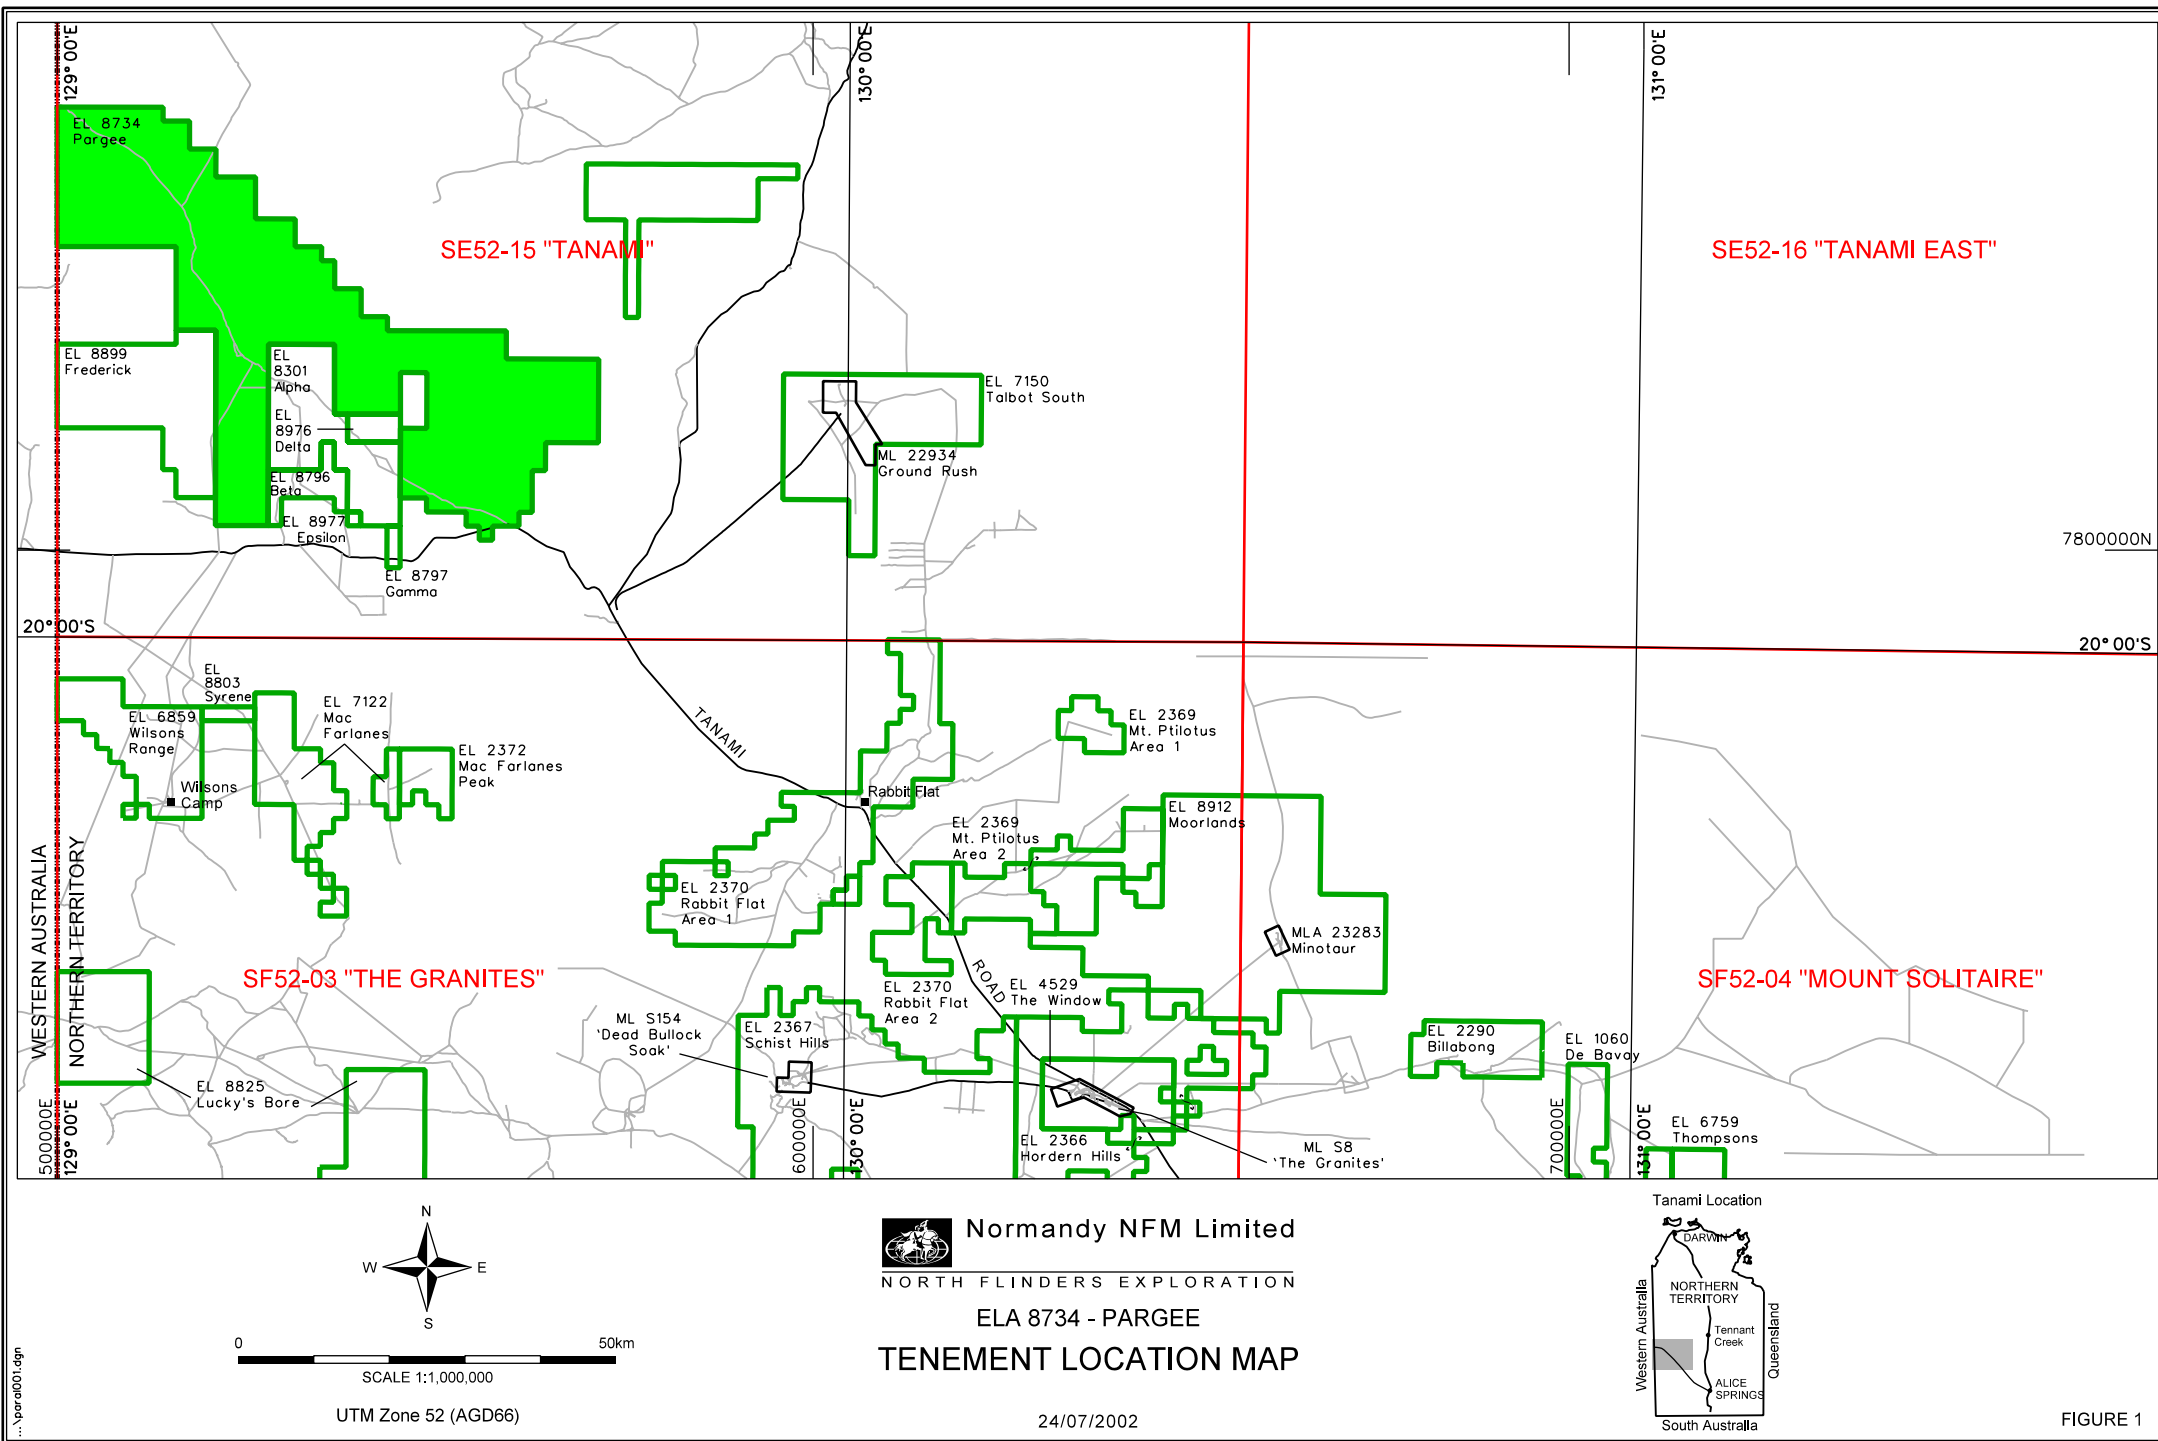 129° 00'E
130° 00'E
131° 00'E
EL 8734
Pargee
SE52-15 "TANAMI"
SE52-16 "TANAMI EAST"
EL 8899
Frederick
EL
8301
Alpha
EL
8976
Delta
EL 8796
Beta
EL 8977
Epsilon
EL 8797
Gamma
EL 7150
Talbot South
ML 22934
Ground Rush
7800000N
20° 00'S
20° 00'S
EL
8803
Syrene
EL 6859
Wilsons
Range
EL 7122
Mac
Farlanes
EL 2372
Mac Farlanes
Peak
Wilsons
Camp
TANAMI
ROAD
Rabbit Flat
EL 2369
Mt. Ptilotus
Area 1
EL 2369
Mt. Ptilotus
Area 2
EL 8912
Moorlands
EL 2370
Rabbit Flat
Area 1
MLA 23283
Minotaur
WESTERN AUSTRALIA
NORTHERN TERRITORY
SF52-03 "THE GRANITES"
SF52-04 "MOUNT SOLITAIRE"
EL 2370
Rabbit Flat
Area 2
EL 4529
The Window
ML S154
'Dead Bullock
Soak'
EL 2367
Schist Hills
EL 2290
Billabong
EL 1060
De Bavay
EL 8825
Lucky's Bore
EL 2366
Hordern Hills
ML S8
'The Granites'
EL 6759
Thompsons
500000E
129° 00'E
600000E
130° 00'E
700000E
131° 00'E
N
W
E
S
0
50km
SCALE 1:1,000,000
UTM Zone 52 (AGD66)
...\para1001.dgn
Normandy NFM Limited
NORTH FLINDERS EXPLORATION
ELA 8734 - PARGEE
TENEMENT LOCATION MAP
24/07/2002
Tanami Location
DARWIN
NORTHERN
TERRITORY
Tennant
Creek
ALICE
SPRINGS
Western Australia
Queensland
South Australia
FIGURE 1